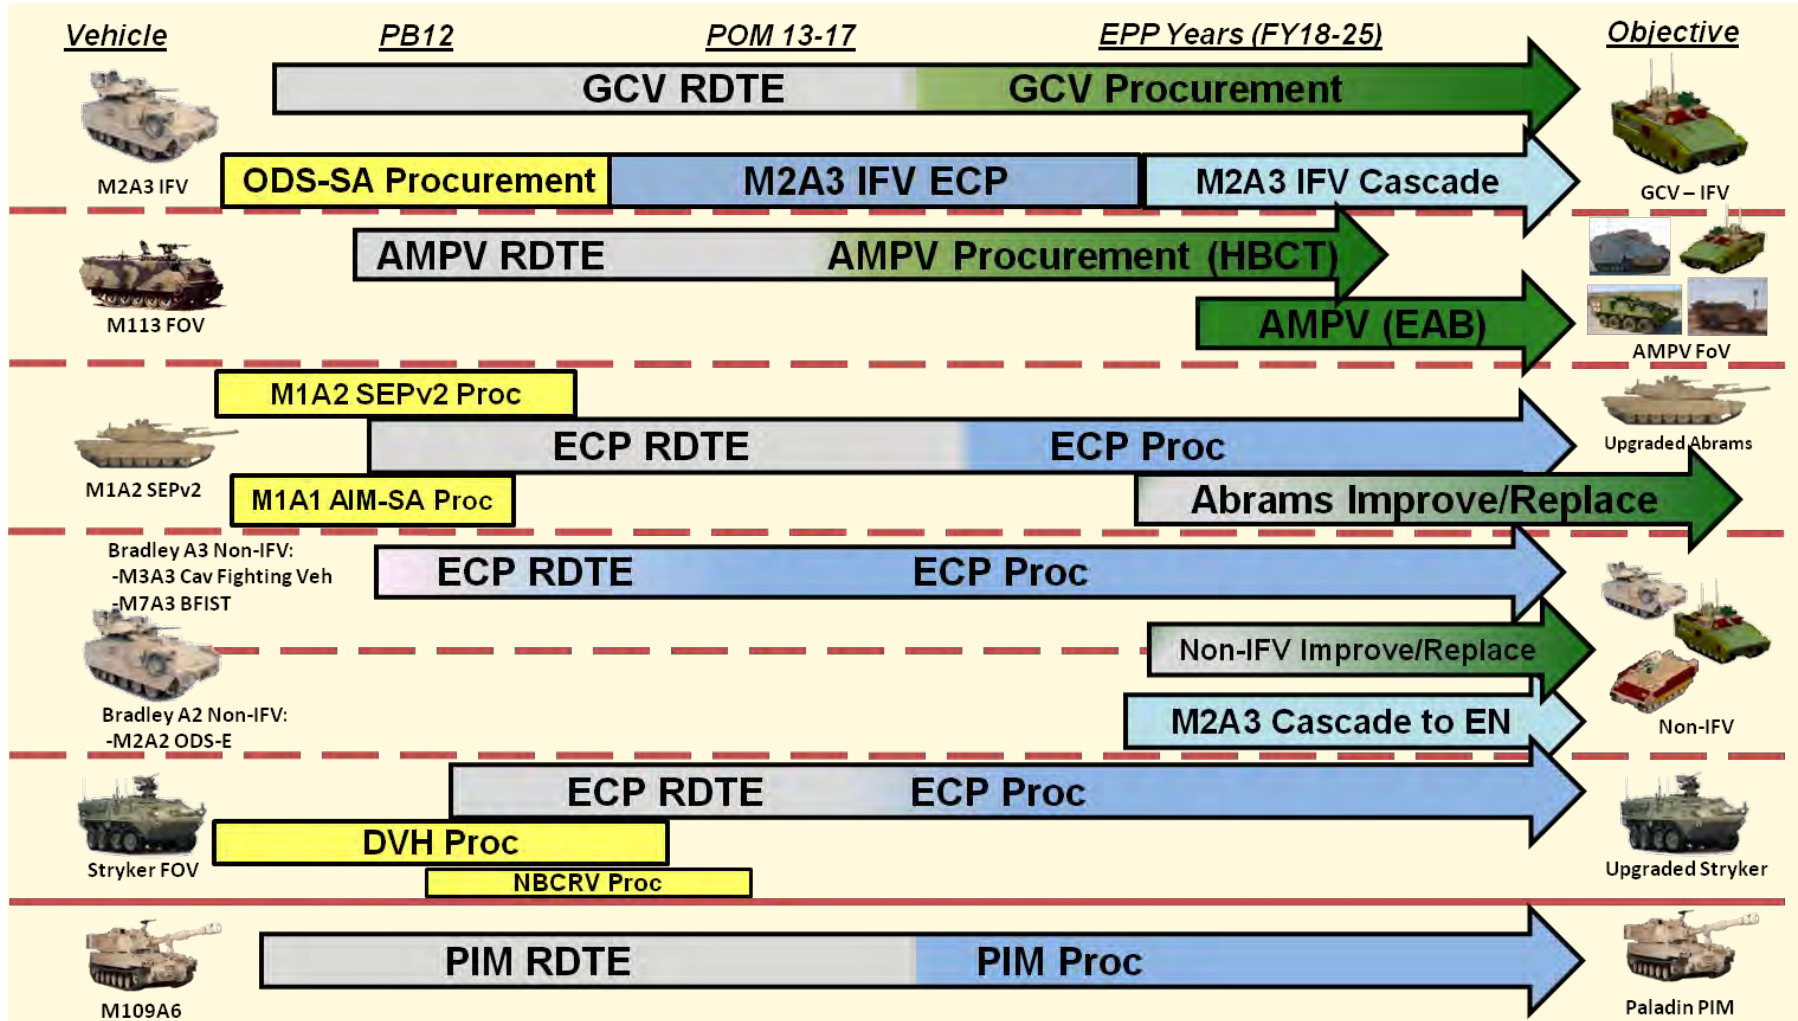 Vehicle PB12 POM 13-17 EPP Years (FY18-25) Objective
GCV RDTE GCV Procurement
M2A3 IFV
ODS-SA Procurement M2A3 IFV ECP M2A3 IFV Cascade
GCV – IFV
AMPV RDTE AMPV Procurement (HBCT)
M113 FOV
AMPV (EAB)
AMPV FoV
M1A2 SEPv2 Proc
ECP RDTE ECP Proc
Upgraded Abrams
M1A2 SEPv2
M1A1 AIM-SA Proc Abrams Improve/Replace
Bradley A3 Non-IFV:
-M3A3 Cav Fighting Veh
-M7A3 BFIST
ECP RDTE ECP Proc
Non-IFV Improve/Replace
Bradley A2 Non-IFV:
-M2A2 ODS-E
M2A3 Cascade to EN
Non-IFV
ECP RDTE ECP Proc
DVH Proc
Stryker FOV
Upgraded Stryker
NBCRV Proc
PIM RDTE PIM Proc
M109A6
Paladin PIM